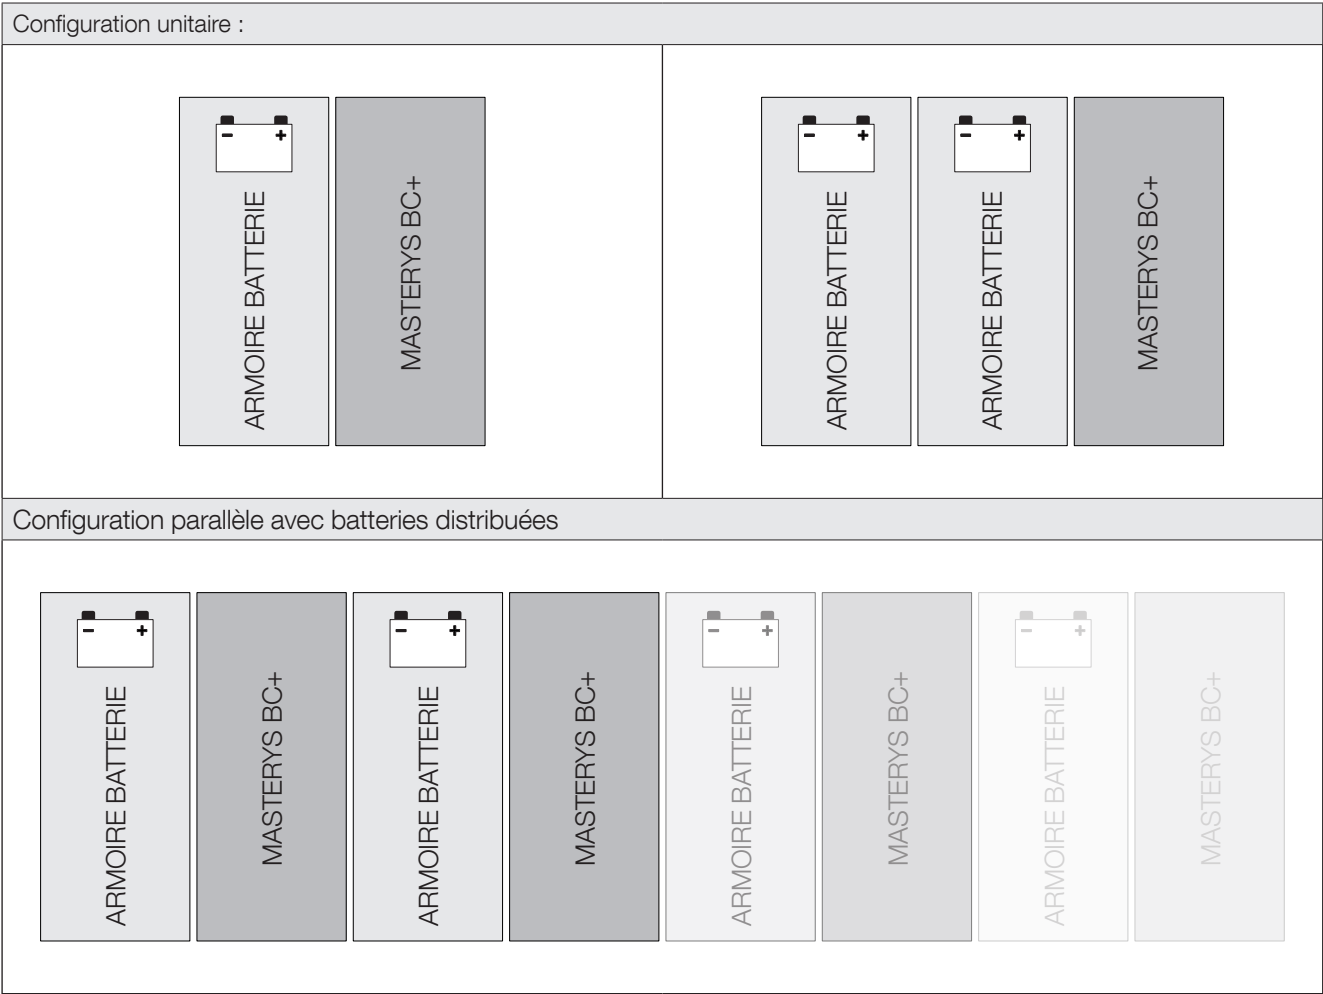 Configuration unitaire :
ARMOIRE BATTERIE
MASTERYS BC+
ARMOIRE BATTERIE
ARMOIRE BATTERIE
MASTERYS BC+
Configuration parallèle avec batteries distribuées
ARMOIRE BATTERIE
MASTERYS BC+
ARMOIRE BATTERIE
MASTERYS BC+
ARMOIRE BATTERIE
MASTERYS BC+
ARMOIRE BATTERIE
MASTERYS BC+